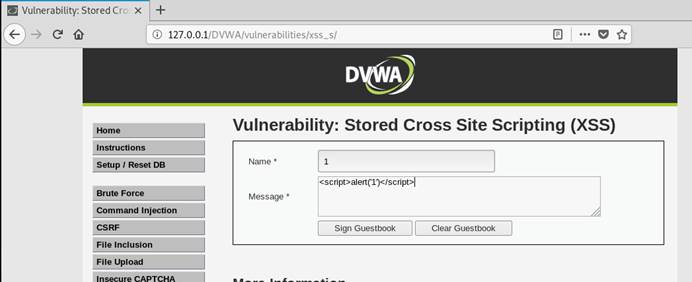 Vulnerability: Stored Cro
127.0.0.1/DVWA/vulnerabilities/xss_s/
DVWA
Home
Instructions
Setup / Reset DB
Brute Force
Command Injection
CSRF
File Inclusion
File Upload
Insecure CAPTCHA
Vulnerability: Stored Cross Site Scripting (XSS)
Name * 1
Message * <script>alert('1')</script>
Sign Guestbook Clear Guestbook
More Information